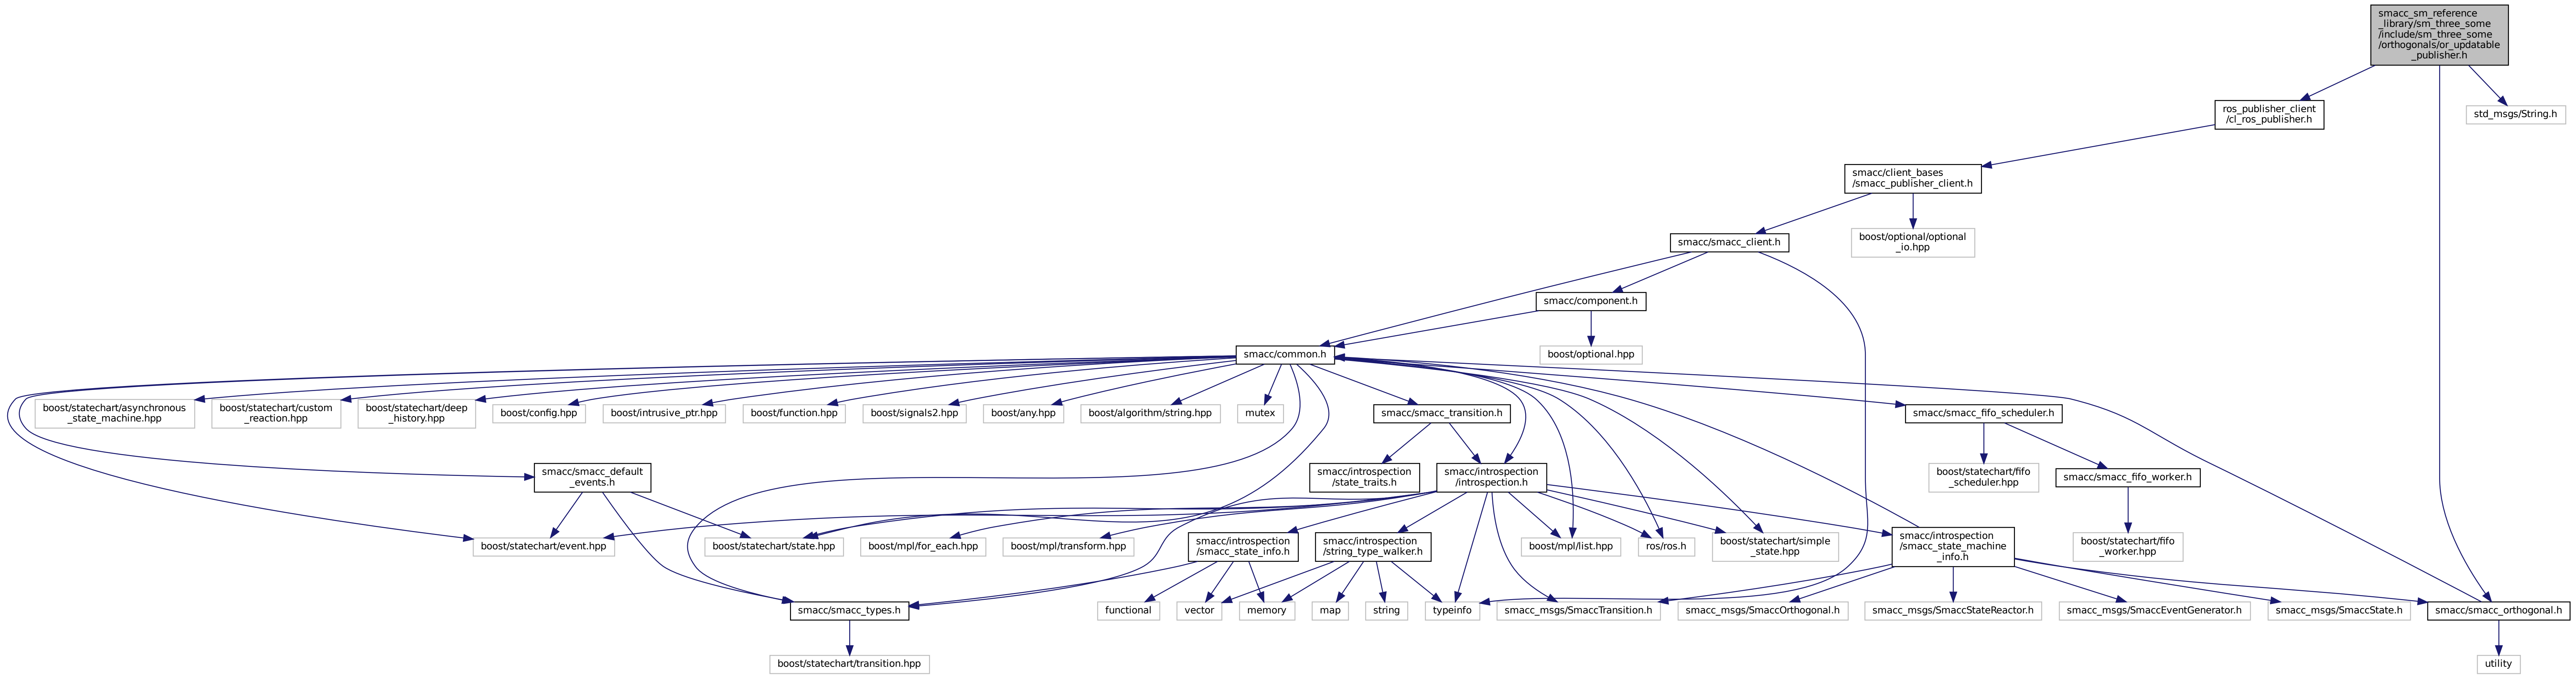 smacc_sm_reference
_library/sm_three_some
/include/sm_three_some
/orthogonals/or_updatable
_publisher.h
ros_publisher_client
/cl_ros_publisher.h
std_msgs/String.h
smacc/client_bases
/smacc_publisher_client.h
smacc/smacc_client.h
boost/optional/optional
_io.hpp
smacc/component.h
smacc/common.h
boost/optional.hpp
boost/statechart/asynchronous
_state_machine.hpp
boost/statechart/custom
_reaction.hpp
boost/statechart/deep
_history.hpp
boost/config.hpp
boost/intrusive_ptr.hpp
boost/function.hpp
boost/signals2.hpp
boost/any.hpp
boost/algorithm/string.hpp
mutex
smacc/smacc_transition.h
smacc/smacc_fifo_scheduler.h
smacc/smacc_default
_events.h
smacc/introspection
/state_traits.h
smacc/introspection
/introspection.h
boost/statechart/fifo
_scheduler.hpp
smacc/smacc_fifo_worker.h
boost/statechart/event.hpp
boost/statechart/state.hpp
boost/mpl/for_each.hpp
boost/mpl/transform.hpp
smacc/introspection
/smacc_state_info.h
smacc/introspection
/string_type_walker.h
boost/mpl/list.hpp
ros/ros.h
boost/statechart/simple
_state.hpp
smacc/introspection
/smacc_state_machine
_info.h
boost/statechart/fifo
_worker.hpp
smacc/smacc_types.h
functional
vector
memory
map
string
typeinfo
smacc_msgs/SmaccTransition.h
smacc_msgs/SmaccOrthogonal.h
smacc_msgs/SmaccStateReactor.h
smacc_msgs/SmaccEventGenerator.h
smacc_msgs/SmaccState.h
smacc/smacc_orthogonal.h
boost/statechart/transition.hpp
utility